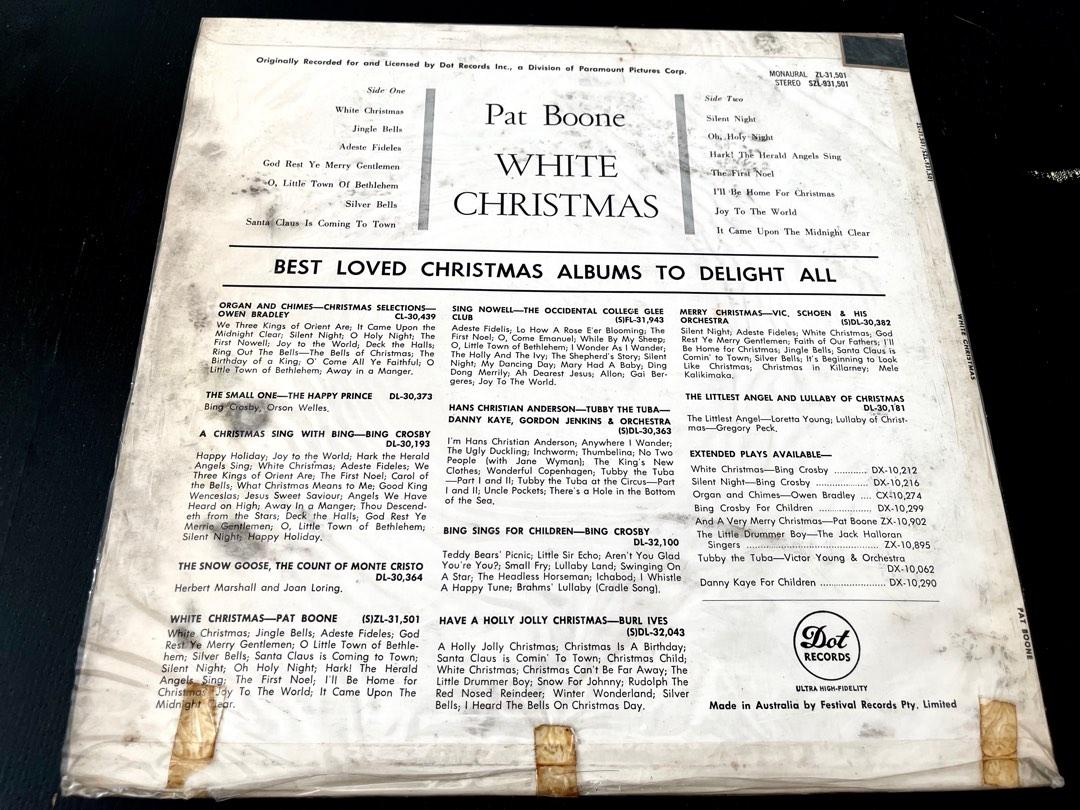 Originally Recorded for and Licensed by Dot Records Inc., a Division of Paramount Pictures Corp.
MONAURAL ZL-31,501
STEREO SZL-931,501
Side One
White Christmas
Jingle Bells
Adeste Fideles
God Rest Ye Merry Gentlemen
O, Little Town Of Bethlehem
Silver Bells
Santa Claus Is Coming To Town
Pat Boone
WHITE
CHRISTMAS
Side Two
Silent Night
Oh, Holy Night
Hark! The Herald Angels Sing
The First Noel
I'll Be Home For Christmas
Joy To The World
It Came Upon The Midnight Clear
BEST LOVED CHRISTMAS ALBUMS TO DELIGHT ALL
ORGAN AND CHIMES—CHRISTMAS SELECTIONS—
OWEN BRADLEY CL-30,439
We Three Kings of Orient Are; It Came Upon the
Midnight Clear; Silent Night; O Holy Night; The
First Nowell; Joy to the World; Deck the Halls;
Ring Out The Bells—The Bells of Christmas; The
Birthday of a King; O' Come All Ye Faithful; O
Little Town of Bethlehem; Away in a Manger.
THE SMALL ONE—THE HAPPY PRINCE DL-30,373
Bing Crosby, Orson Welles.
A CHRISTMAS SING WITH BING—BING CROSBY
DL-30,193
Happy Holiday; Joy to the World; Hark the Herald
Angels Sing; White Christmas; Adeste Fideles; We
Three Kings of Orient Are; The First Noel; Carol of
the Bells; What Christmas Means to Me; Good King
Wenceslas; Jesus Sweet Saviour; Angels We Have
Heard on High; Away In a Manger; Thou Descend-
eth from the Stars; Deck the Halls; God Rest Ye
Merrie Gentlemen; O, Little Town of Bethlehem;
Silent Night; Happy Holiday.
THE SNOW GOOSE, THE COUNT OF MONTE CRISTO
DL-30,364
Herbert Marshall and Joan Loring.
WHITE CHRISTMAS—PAT BOONE (S)ZL-31,501
White Christmas; Jingle Bells; Adeste Fideles; God
Rest Ye Merry Gentlemen; O Little Town of Bethle-
hem; Silver Bells; Santa Claus is Coming to Town;
Silent Night; Oh Holy Night; Hark! The Herald
Angels Sing; The First Noel; I'll Be Home for
Christmas; Joy To The World; It Came Upon The
Midnight Clear.
SING NOWELL—THE OCCIDENTAL COLLEGE GLEE
CLUB (S)FL-31,943
Adeste Fidelis; Lo How A Rose E'er Blooming; The
First Noel; O, Come Emanuel; While By My Sheep;
O, Little Town of Bethlehem; I Wonder As I Wander;
The Holly And The Ivy; The Shepherd's Story; Silent
Night; My Dancing Day; Mary Had A Baby; Ding
Dong Merrily; Ah Dearest Jesus; Allon; Gai Ber-
geres; Joy To The World.
HANS CHRISTIAN ANDERSON—TUBBY THE TUBA—
DANNY KAYE, GORDON JENKINS & ORCHESTRA
(S)DL-30,363
I'm Hans Christian Anderson; Anywhere I Wander;
The Ugly Duckling; Inchworm; Thumbelina; No Two
People (with Jane Wyman); The King's New
Clothes; Wonderful Copenhagen; Tubby the Tuba
—Part I and II; Tubby the Tuba at the Circus—Part
I and II; Uncle Pockets; There's a Hole in the Bottom
of the Sea.
BING SINGS FOR CHILDREN—BING CROSBY
DL-32,100
Teddy Bears' Picnic; Little Sir Echo; Aren't You Glad
You're You?; Small Fry; Lullaby Land; Swinging On
A Star; The Headless Horseman; Ichabod; I Whistle
A Happy Tune; Brahms' Lullaby (Cradle Song).
HAVE A HOLLY JOLLY CHRISTMAS—BURL IVES
(S)DL-32,043
A Holly Jolly Christmas; Christmas Is A Birthday;
Santa Claus is Comin' To Town; Christmas Child;
White Christmas; Christmas Can't Be Far Away; The
Little Drummer Boy; Snow For Johnny; Rudolph The
Red Nosed Reindeer; Winter Wonderland; Silver
Bells; I Heard The Bells On Christmas Day.
MERRY CHRISTMAS—VIC. SCHOEN & HIS
ORCHESTRA (S)DL-30,382
Silent Night; Adeste Fideles; White Christmas; God
Rest Ye Merry Gentlemen; Faith of Our Fathers; I'll
Be Home for Christmas; Jingle Bells; Santa Claus is
Comin' to Town; Silver Bells; It's Beginning to Look
Like Christmas; Christmas in Killarney; Mele
Kalikimaka.
THE LITTLEST ANGEL AND LULLABY OF CHRISTMAS
DL-30,181
The Littlest Angel—Loretta Young; Lullaby of Christ-
mas—Gregory Peck.
EXTENDED PLAYS AVAILABLE—
White Christmas—Bing Crosby ............ DX-10,212
Silent Night—Bing Crosby .................. DX-10,216
Organ and Chimes—Owen Bradley .... CX-10,274
Bing Crosby For Children .................. DX-10,299
And A Very Merry Christmas—Pat Boone ZX-10,902
The Little Drummer Boy—The Jack Halloran
Singers .................................... ZX-10,895
Tubby the Tuba—Victor Young & Orchestra
DX-10,062
Danny Kaye For Children .................. DX-10,290
Dot
RECORDS
ULTRA HIGH-FIDELITY
Made in Australia by Festival Records Pty. Limited
WHITE CHRISTMAS
PAT BOONE